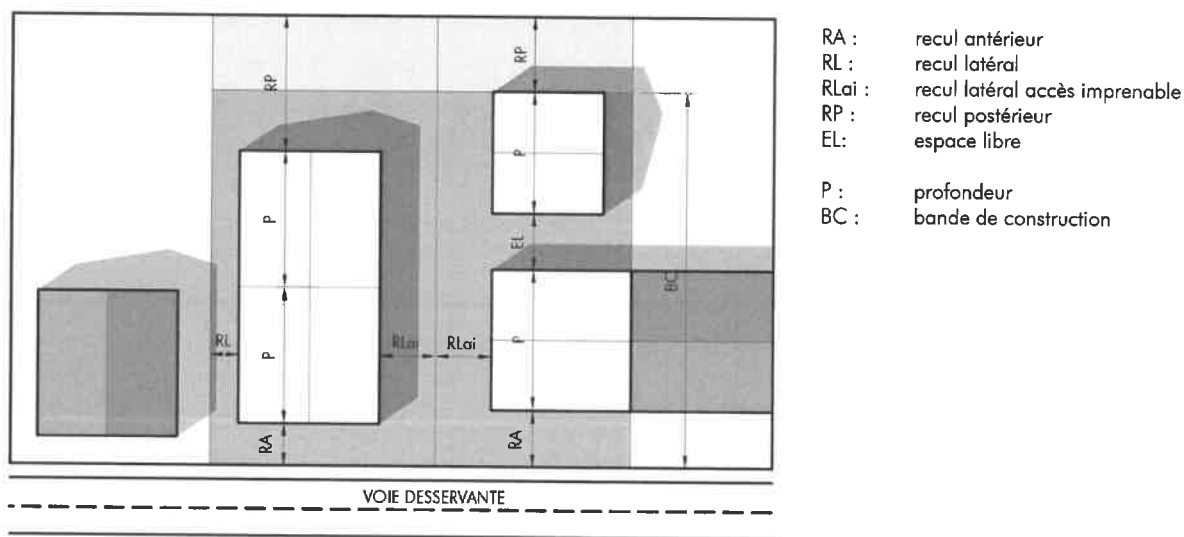 RP
RP
P
P
EL
BC
P
P
RL
RLai
RLai
RA
RA
VOIE DESSERVANTE
RA : recul antérieur
RL : recul latéral
RLai : recul latéral accès imprenable
RP : recul postérieur
EL: espace libre
P : profondeur
BC : bande de construction